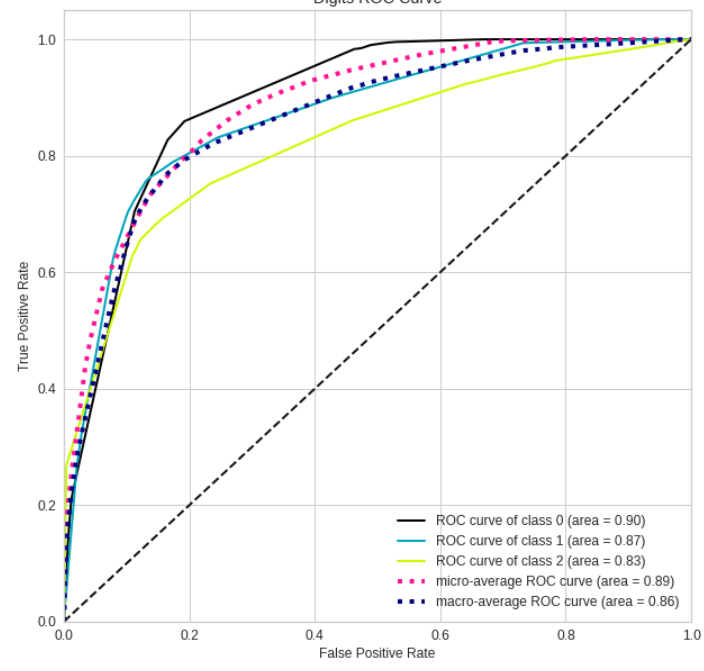 Digits ROC Curve
1.0
0.8
0.6
0.4
0.2
0.0
True Positive Rate
ROC curve of class 0 (area = 0.90)
ROC curve of class 1 (area = 0.87)
ROC curve of class 2 (area = 0.83)
micro-average ROC curve (area = 0.89)
macro-average ROC curve (area = 0.86)
0.0 0.2 0.4 0.6 0.8 1.0
False Positive Rate